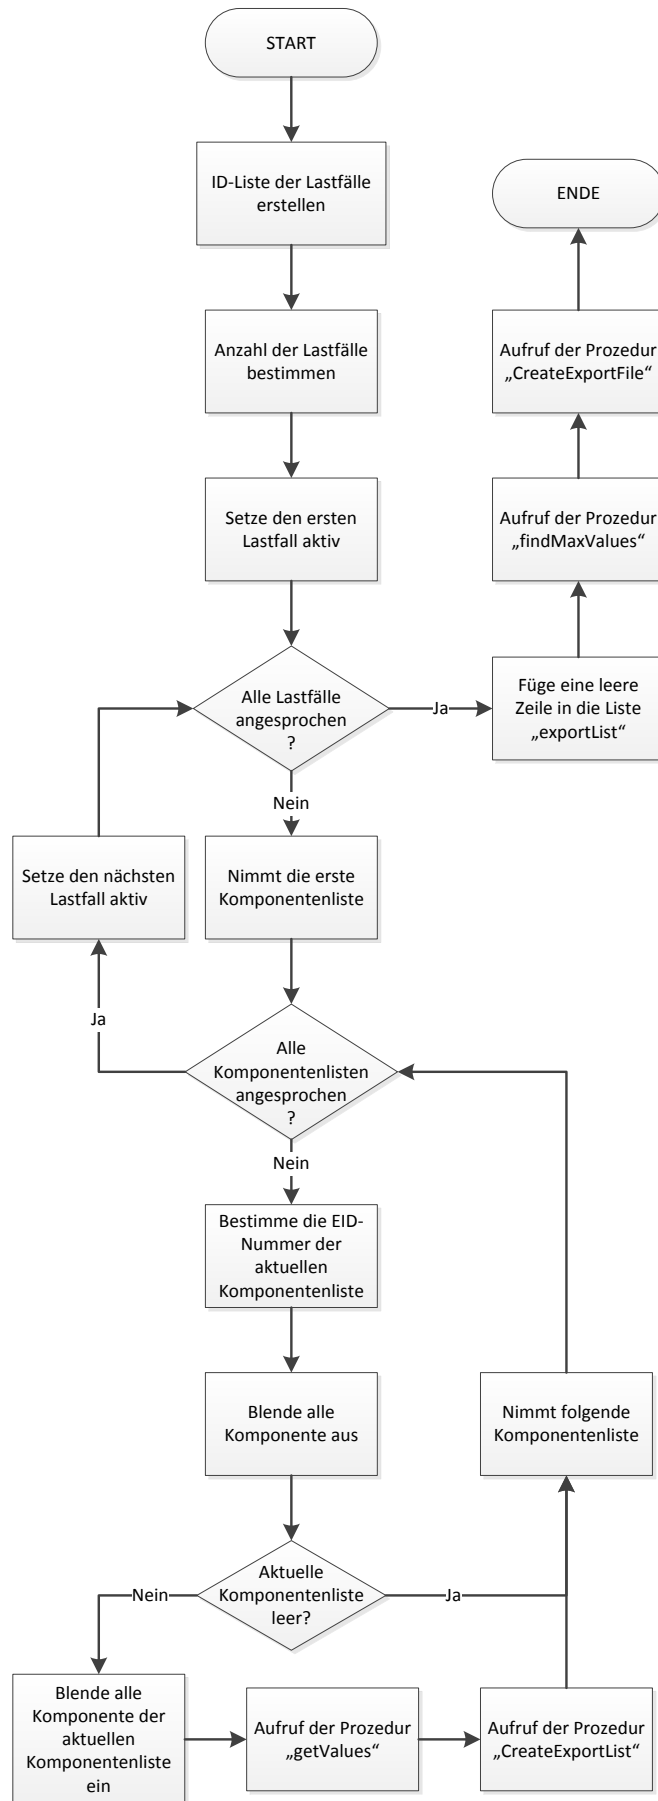 START
ID-Liste der Lastfälle
erstellen
ENDE
Anzahl der Lastfälle
bestimmen
Aufruf der Prozedur
„CreateExportFile“
Setze den ersten
Lastfall aktiv
Aufruf der Prozedur
„findMaxValues“
Alle Lastfälle
angesprochen
?
Ja
Füge eine leere
Zeile in die Liste
„exportList“
Nein
Setze den nächsten
Lastfall aktiv
Nimmt die erste
Komponentenliste
Ja
Alle
Komponentenlisten
angesprochen
?
Nein
Bestimme die EID-
Nummer der
aktuellen
Komponentenliste
Blende alle
Komponente aus
Nimmt folgende
Komponentenliste
Aktuelle
Komponentenliste
leer?
Nein
Ja
Blende alle
Komponente der
aktuellen
Komponentenliste
ein
Aufruf der Prozedur
„getValues“
Aufruf der Prozedur
„CreateExportList“